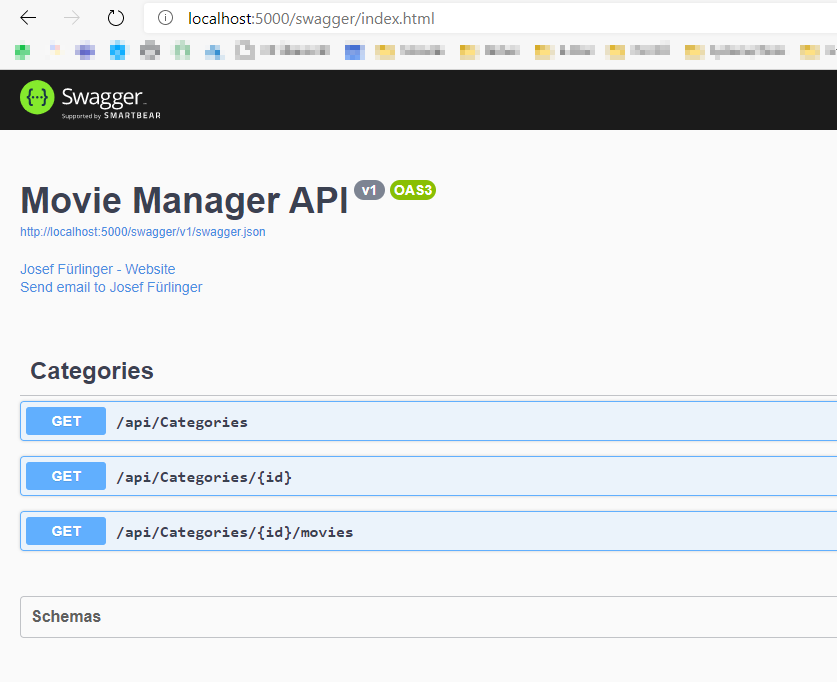 localhost:5000/swagger/index.html
Swagger
Supported by SMARTBEAR
Movie Manager API v1 OAS3
http://localhost:5000/swagger/v1/swagger.json
Josef Fürlinger - Website
Send email to Josef Fürlinger
Categories
GET /api/Categories
GET /api/Categories/{id}
GET /api/Categories/{id}/movies
Schemas